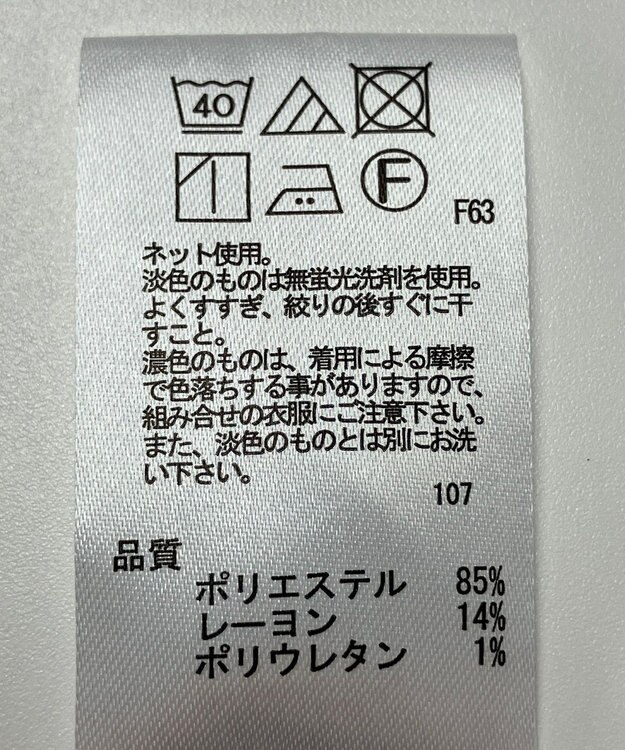 40
F
F63
ネット使用。
淡色のものは無蛍光洗剤を使用。
よくすすぎ、絞りの後すぐに干
すこと。
濃色のものは、着用による摩擦
で色落ちする事がありますので、
組み合せの衣服にご注意下さい。
また、淡色のものとは別にお洗
い下さい。
107
品質
ポリエステル 85%
レーヨン 14%
ポリウレタン 1%